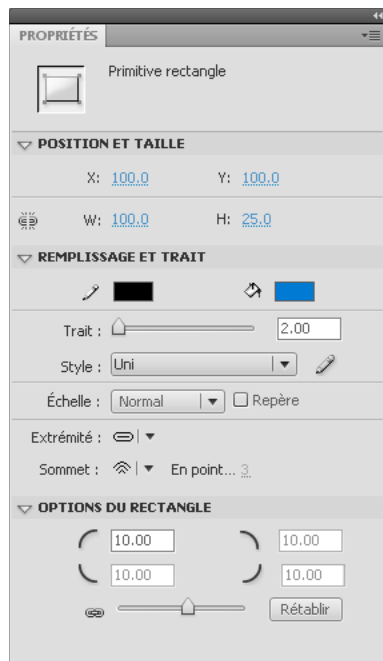 PROPRIÉTÉS
Primitive rectangle
POSITION ET TAILLE
X: 100.0 Y: 100.0
W: 100.0 H: 25.0
REMPLISSAGE ET TRAIT
Trait : 2.00
Style : Uni
Échelle : Normal Repère
Extrémité :
Sommet : En point... 3
OPTIONS DU RECTANGLE
10.00 10.00
10.00 10.00
Rétablir